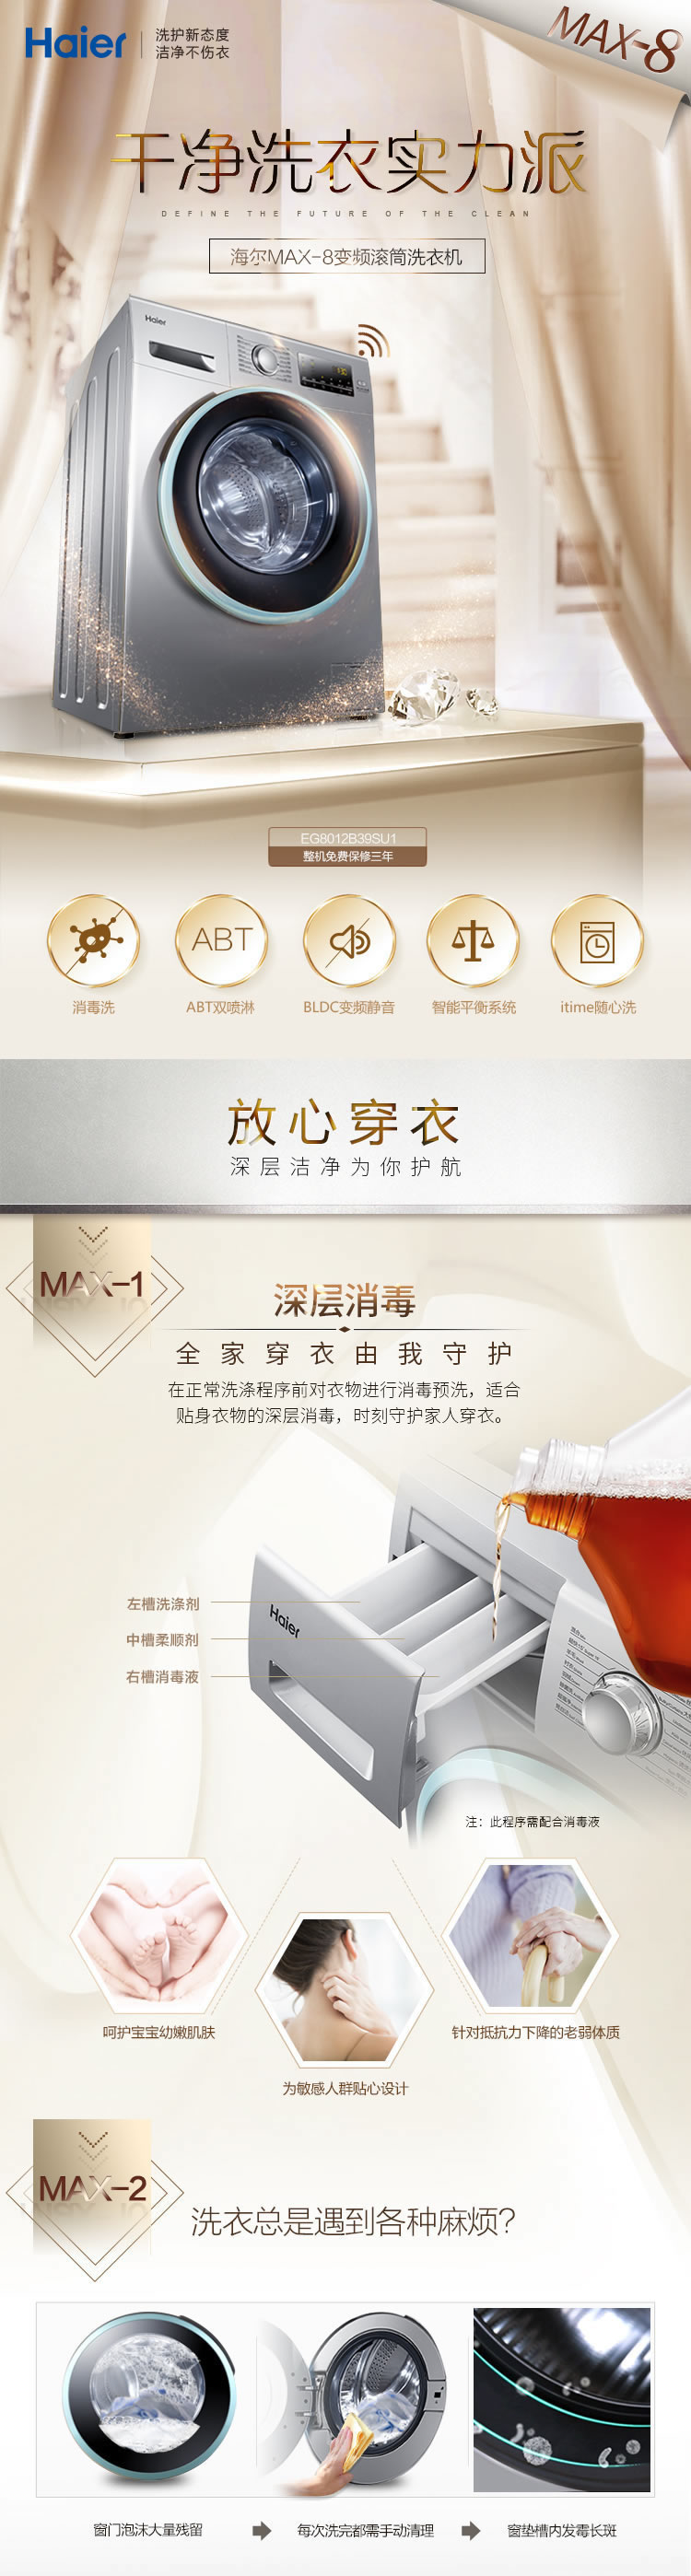 Haier
洗护新态度
洁净不伤衣
MAX-8
干净洗衣实力派
DEFINE THE FUTURE OF THE CLEAN
海尔MAX-8变频滚筒洗衣机
Haier
EG8012B39SU1
整机免费保修三年
ABT
消毒洗
ABT双喷淋
BLDC变频静音
智能平衡系统
itime随心洗
放心穿衣
深层洁净为你护航
MAX-1
深层消毒
全家穿衣由我守护
在正常洗涤程序前对衣物进行消毒预洗，适合
贴身衣物的深层消毒，时刻守护家人穿衣。
左槽洗涤剂
中槽柔顺剂
右槽消毒液
Haier
注：此程序需配合消毒液
呵护宝宝幼嫩肌肤
针对抵抗力下降的老弱体质
为敏感人群贴心设计
MAX-2
洗衣总是遇到各种麻烦?
窗门泡沫大量残留
每次洗完都需手动清理
窗垫槽内发霉长斑